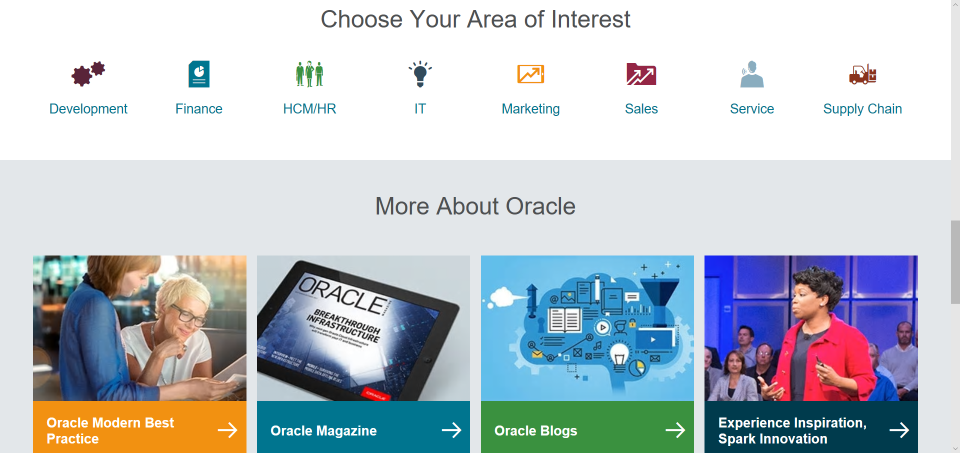 Choose Your Area of Interest
Development
Finance
HCM/HR
IT
Marketing
Sales
Service
Supply Chain
More About Oracle
ORACLE
BREAKTHROUGH
INFRASTRUCTURE
Oracle Modern Best
Practice
Oracle Magazine
Oracle Blogs
Experience Inspiration,
Spark Innovation